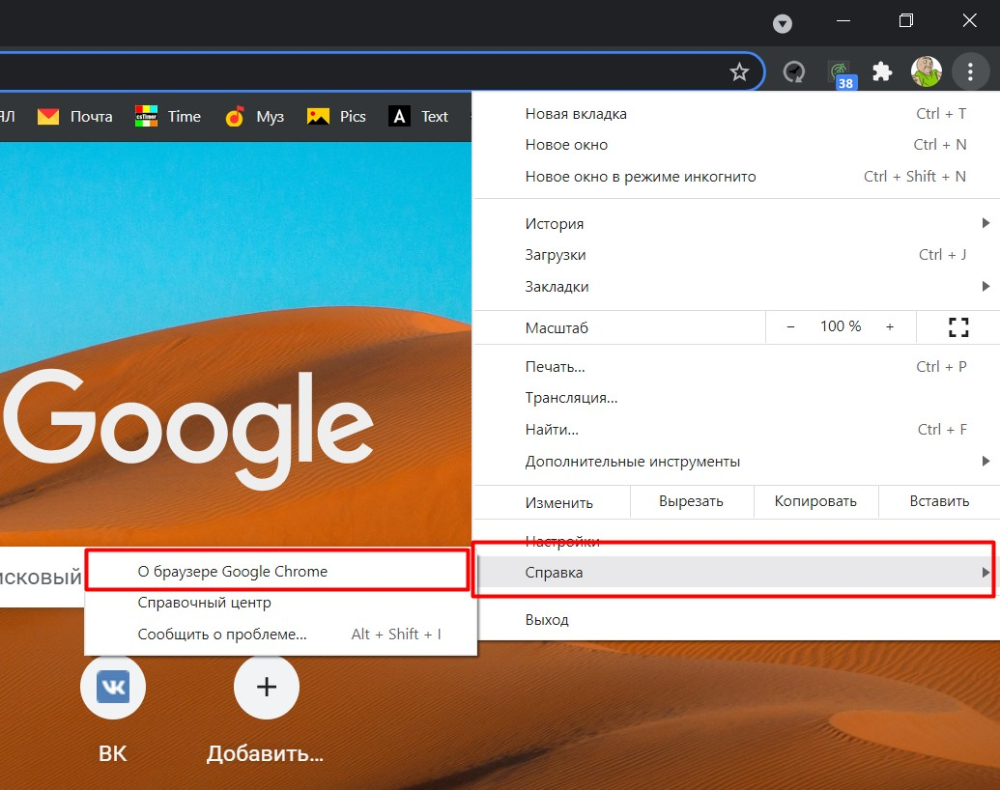 38
ЯЛ Почта Time Муз Pics Text
Новая вкладка Ctrl + T
Новое окно Ctrl + N
Новое окно в режиме инкогнито Ctrl + Shift + N
История
Загрузки Ctrl + J
Закладки
Масштаб – 100 % +
Печать... Ctrl + P
Трансляция...
Найти... Ctrl + F
Дополнительные инструменты
Изменить Вырезать Копировать Вставить
Настройки
Справка
Выход
О браузере Google Chrome
Справочный центр
Сообщить о проблеме... Alt + Shift + I
Google
исковый
ВК
Добавить...